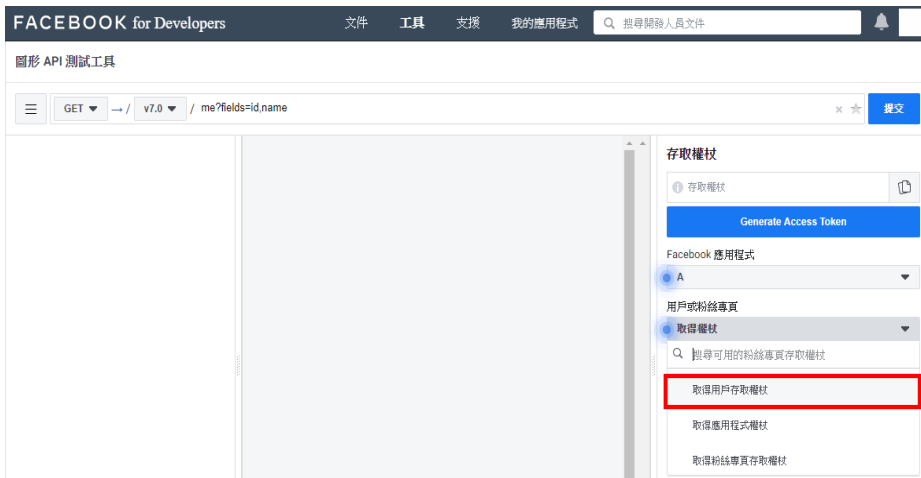 FACEBOOK for Developers 文件 工具 支援 我的應用程式 搜尋開發人員文件
圖形 API 測試工具
GET → / v7.0 / me?fields=id,name 提交
存取權杖
存取權杖
Generate Access Token
Facebook 應用程式
A
用戶或粉絲專頁
取得權杖
搜尋可用的粉絲專頁存取權杖
取得用戶存取權杖
取得應用程式權杖
取得粉絲專頁存取權杖